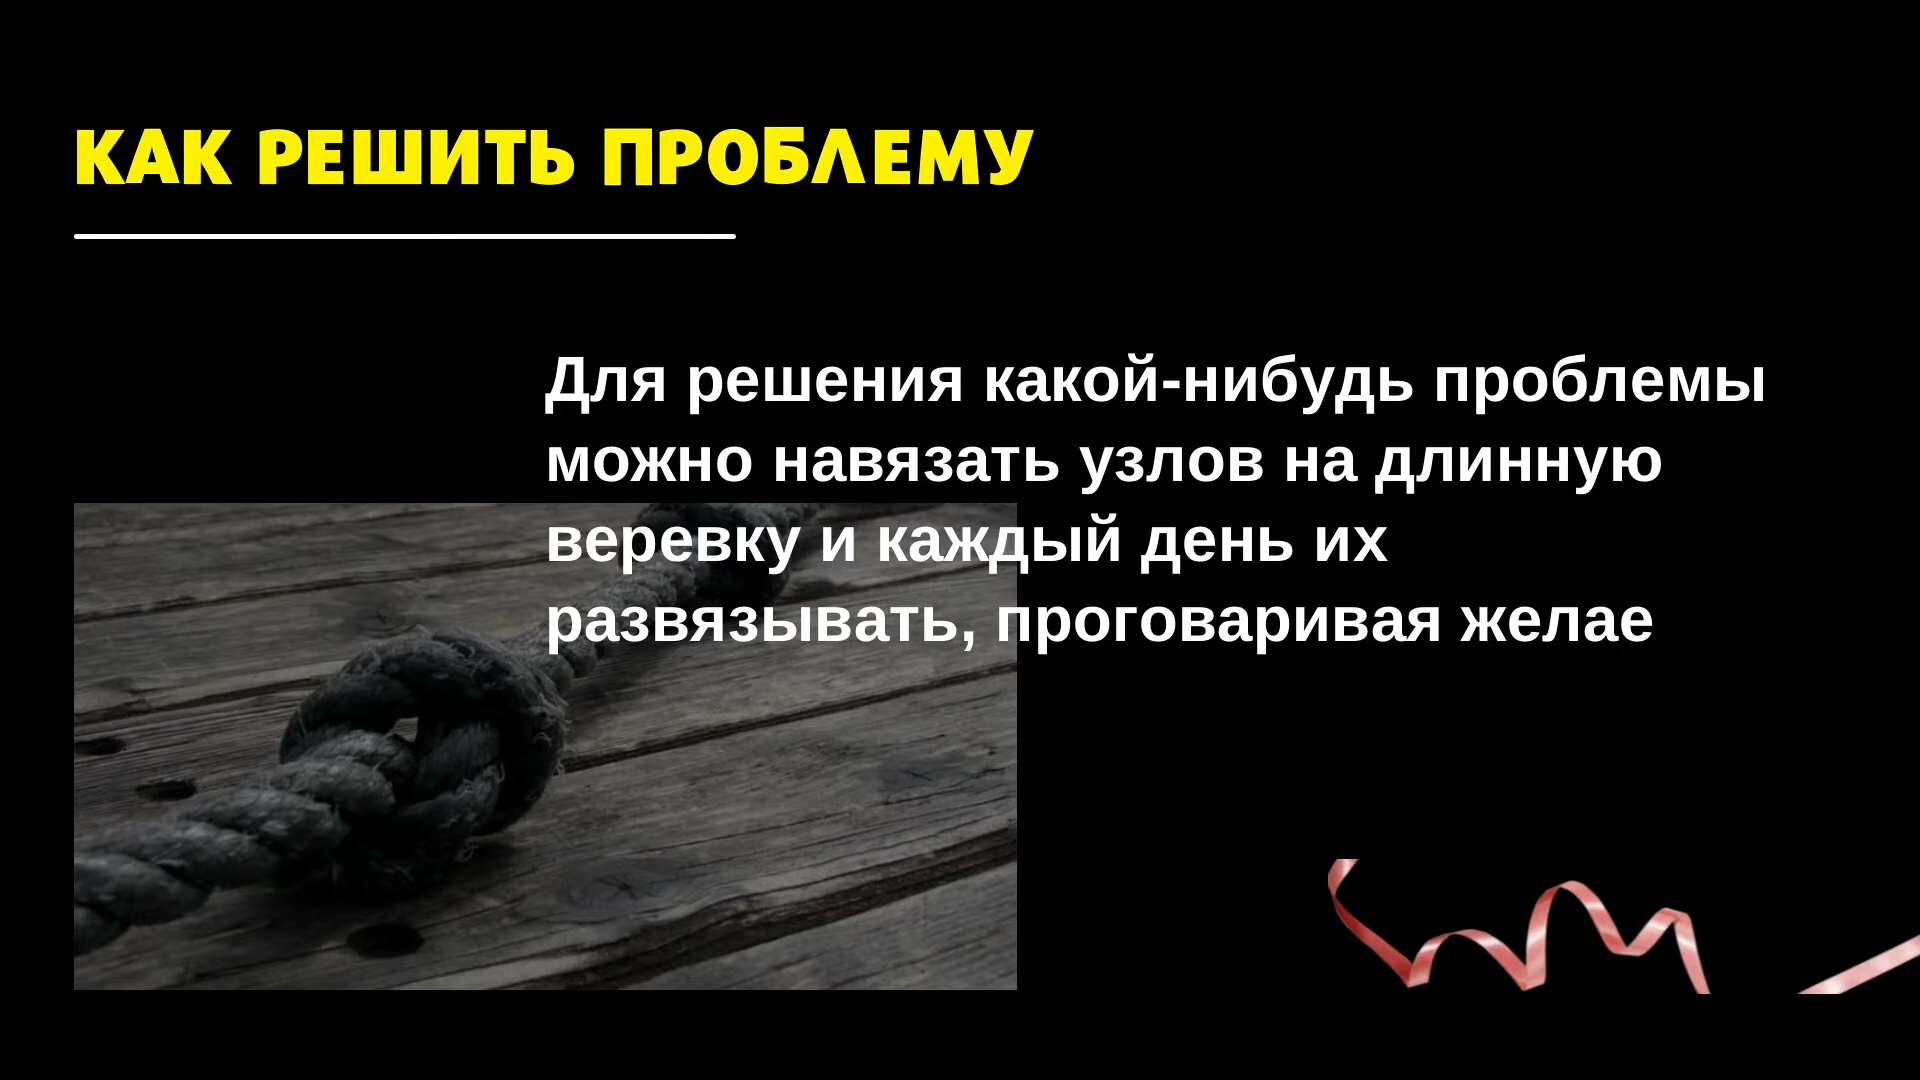 КАК РЕШИТЬ ПРОБЛЕМУ
Для решения какой-нибудь проблемы
можно навязать узлов на длинную
веревку и каждый день их
развязывать, проговаривая желае